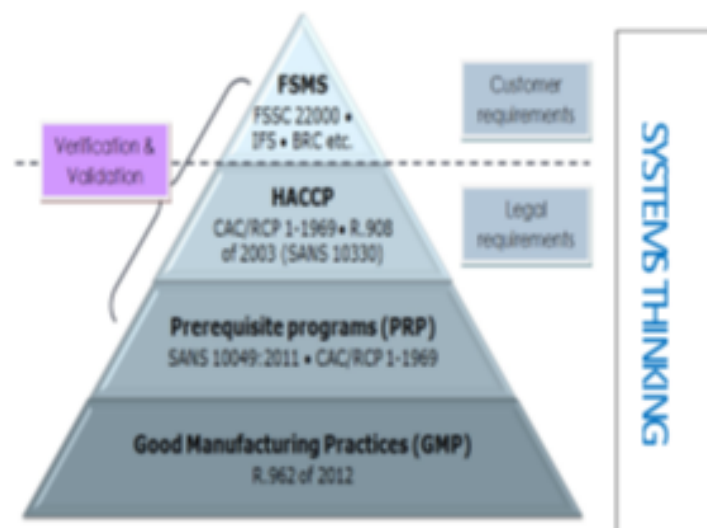 FSMS
FSSC 22000 •
IFS • BRC etc.
Customer
requirements
Verification &
Validation
HACCP
CAC/RCP 1-1969 • R.908
of 2003 (SANS 10330)
Legal
requirements
Prerequisite programs (PRP)
SANS 10049:2011 • CAC/RCP 1-1969
Good Manufacturing Practices (GMP)
R.962 of 2012
SYSTEMS THINKING